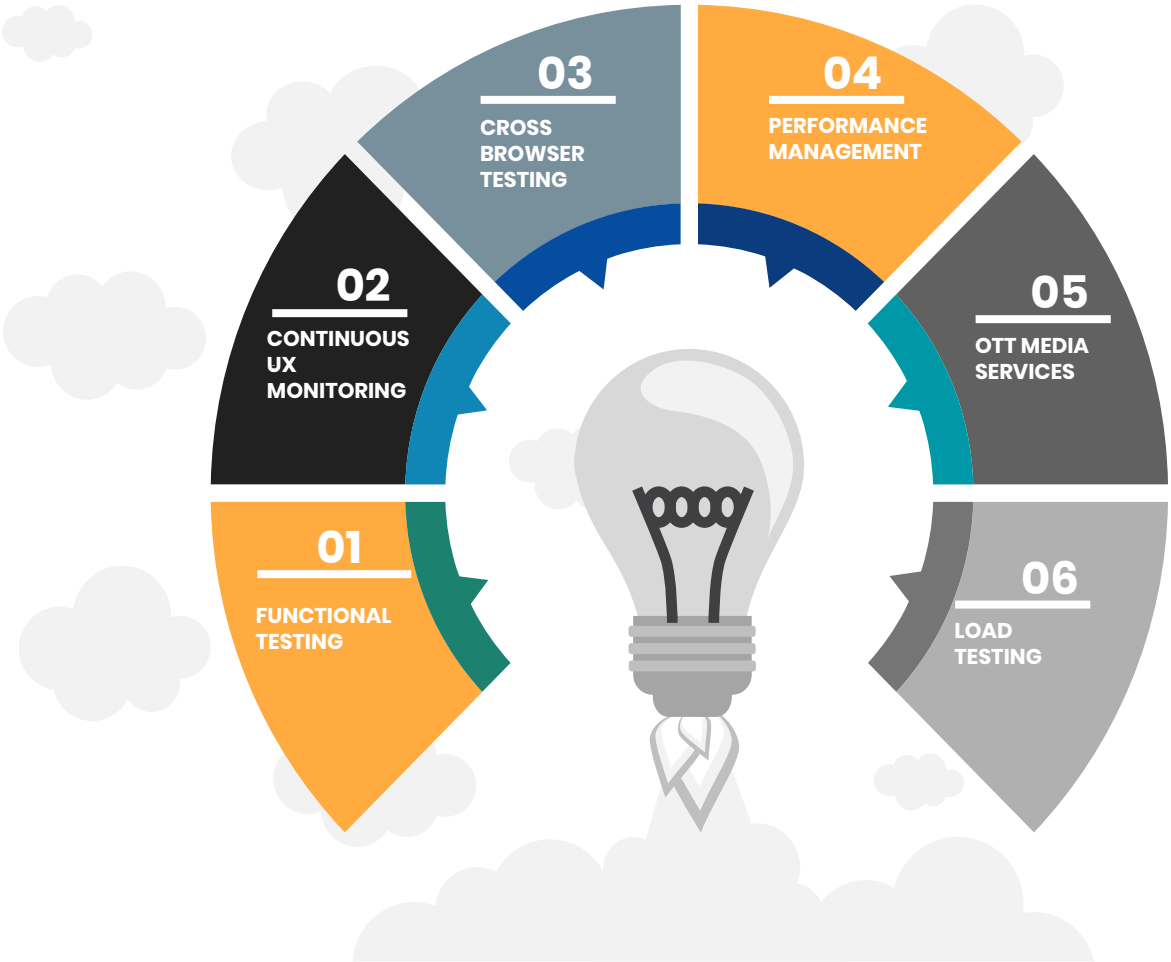 01
FUNCTIONAL
TESTING
02
CONTINUOUS
UX
MONITORING
03
CROSS
BROWSER
TESTING
04
PERFORMANCE
MANAGEMENT
05
OTT MEDIA
SERVICES
06
LOAD
TESTING